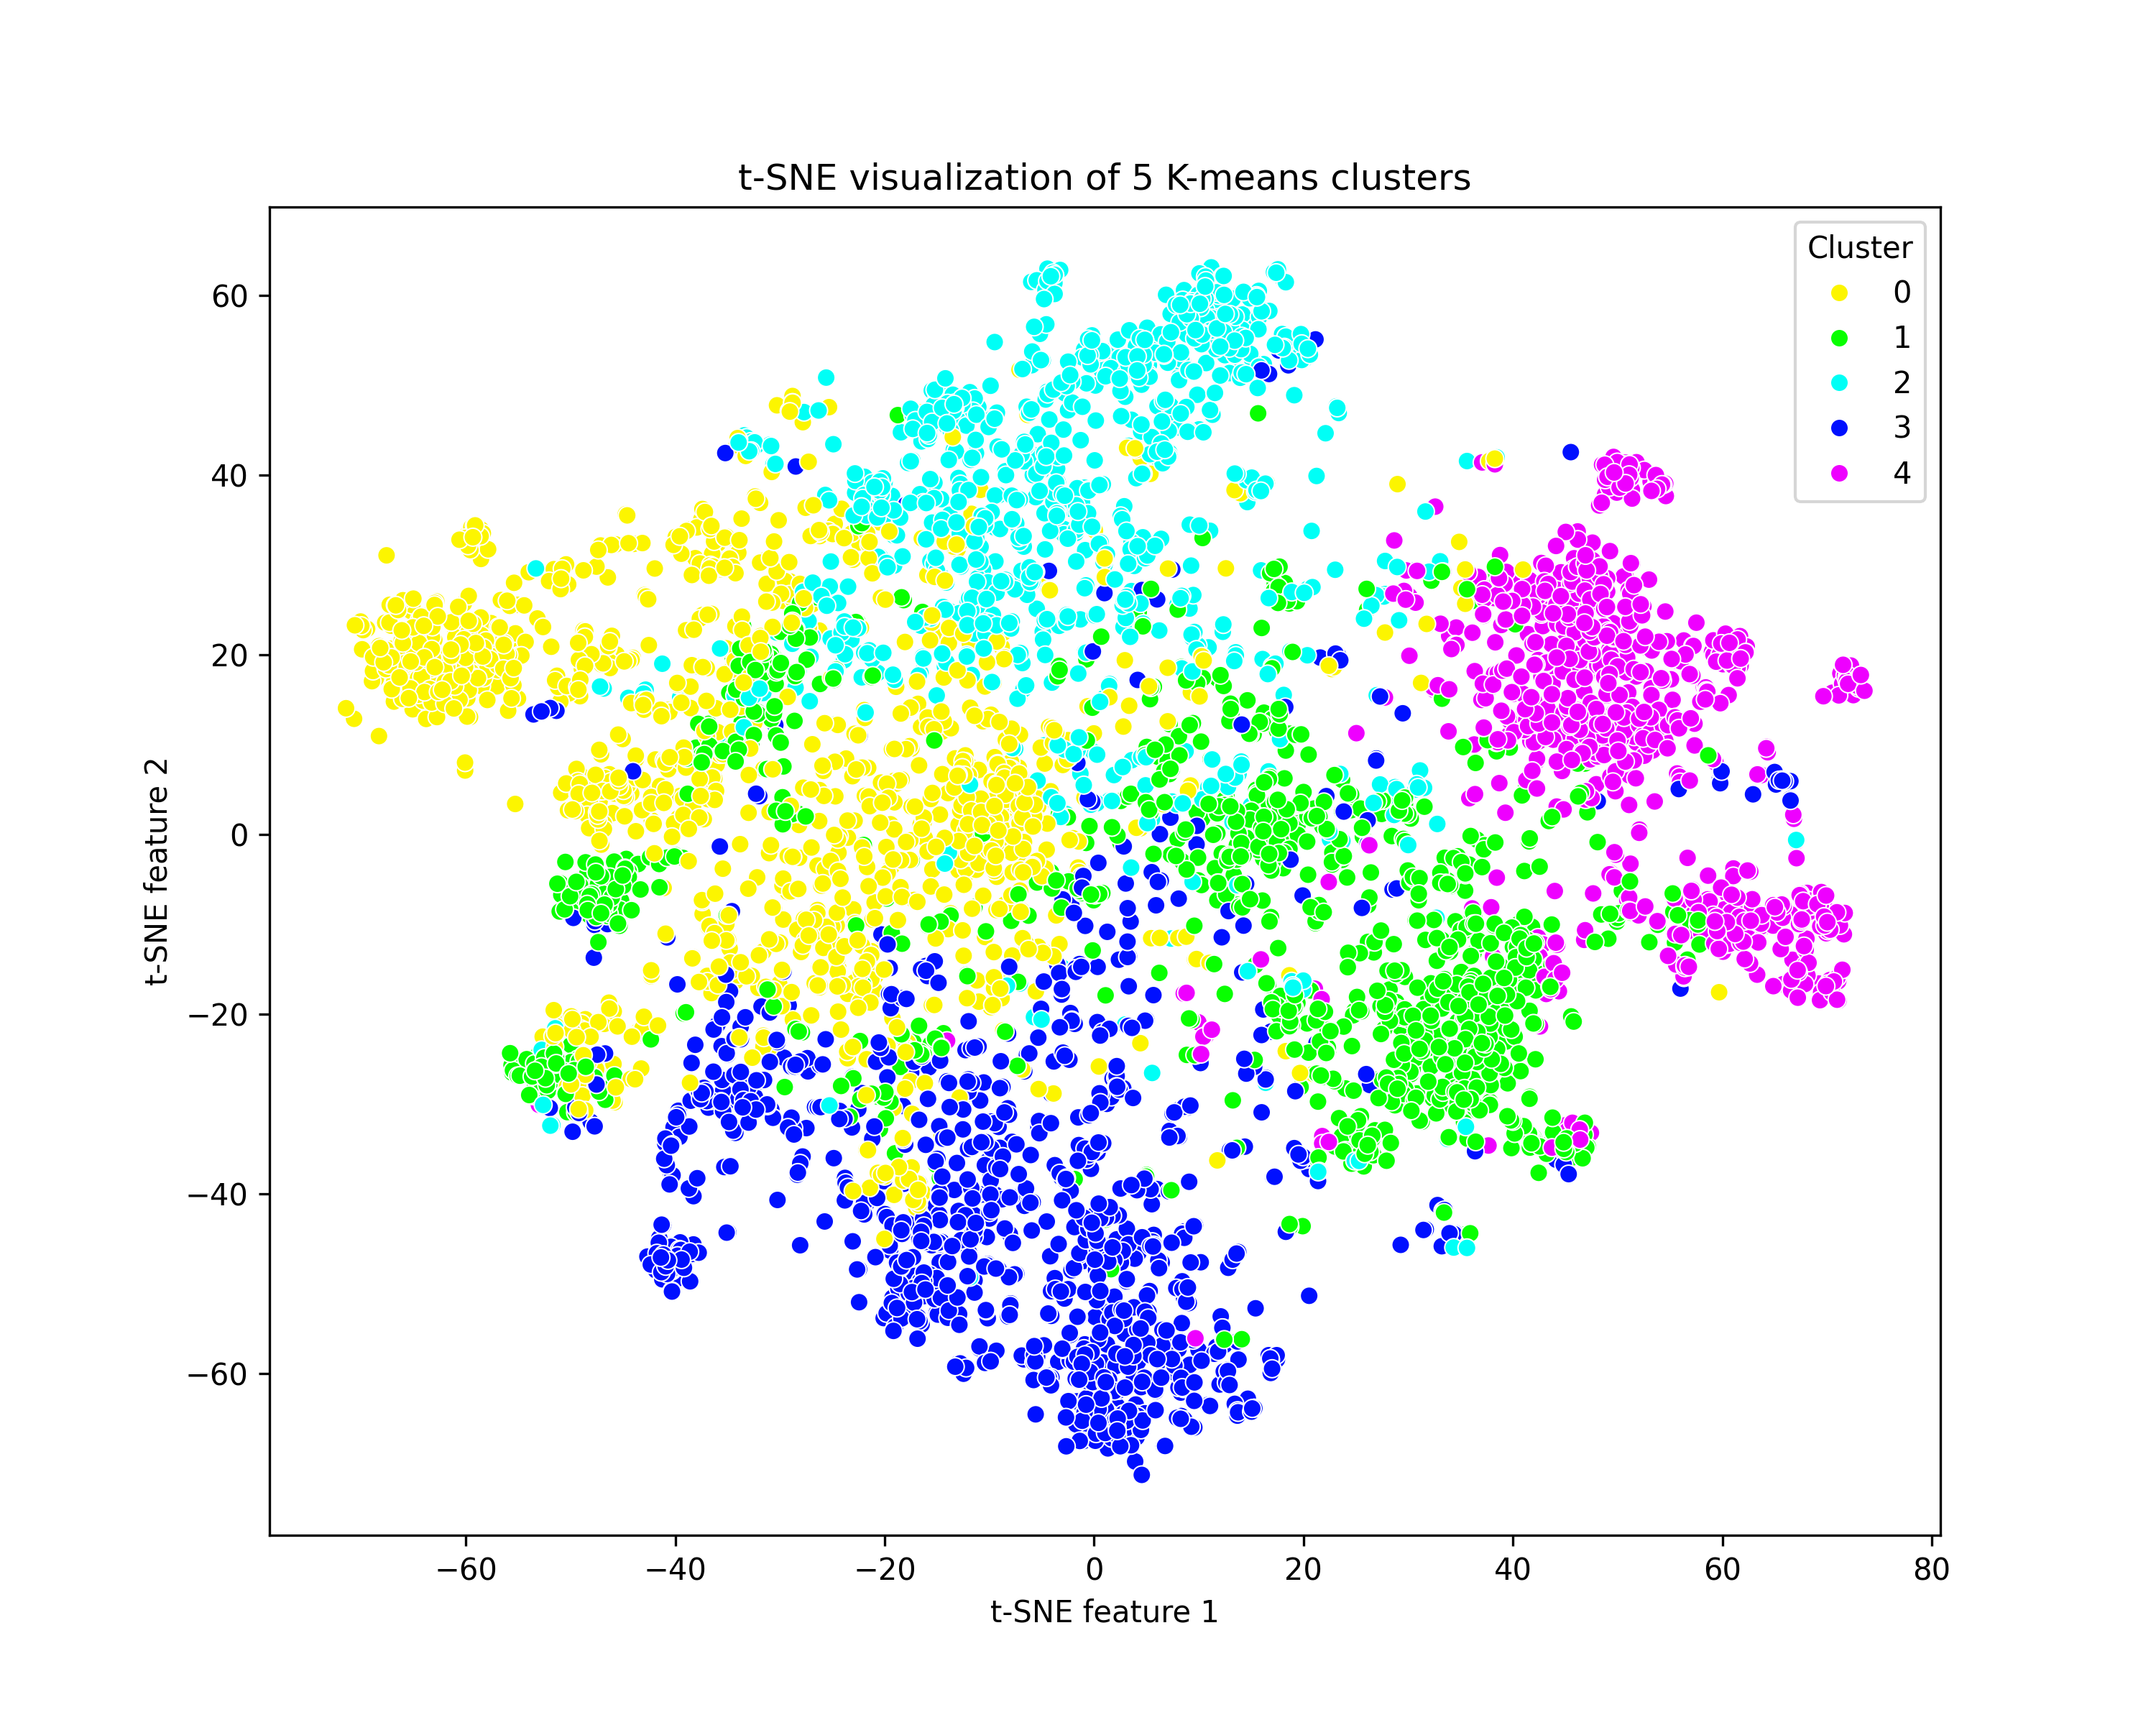 t-SNE visualization of 5 K-means clusters
Cluster
0
1
2
3
4
60
40
20
0
−20
−40
−60
t-SNE feature 2
−60 −40 −20 0 20 40 60 80
t-SNE feature 1